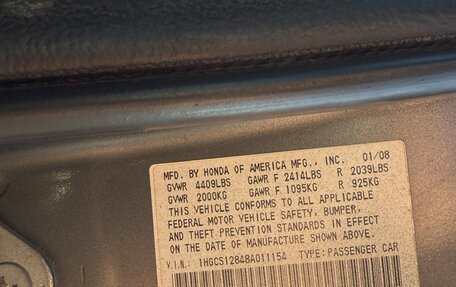 MFD. BY HONDA OF AMERICA MFG., INC. 01/08
GVWR 4409LBS GAWR F 2414LBS R 2039LBS
GVWR 2000KG GAWR F 1095KG R 925KG
THIS VEHICLE CONFORMS TO ALL APPLICABLE
FEDERAL MOTOR VEHICLE SAFETY, BUMPER,
AND THEFT PREVENTION STANDARDS IN EFFECT
ON THE DATE OF MANUFACTURE SHOWN ABOVE.
V.I.N.: 1HGCS12848A011154 TYPE: PASSENGER CAR